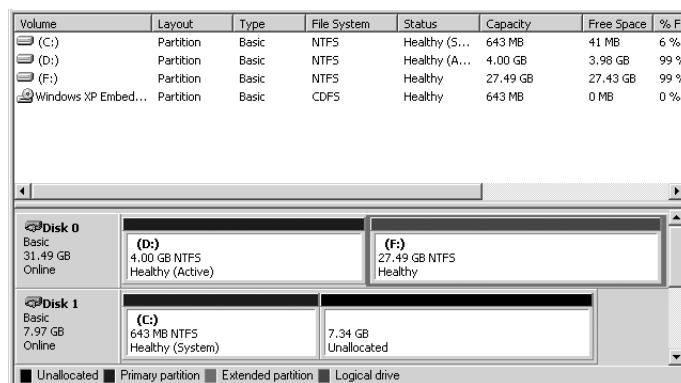 Volume Layout Type File System Status Capacity Free Space % F
(C:) Partition Basic NTFS Healthy (S... 643 MB 41 MB 6 %
(D:) Partition Basic NTFS Healthy (A... 4.00 GB 3.98 GB 99 %
(F:) Partition Basic NTFS Healthy 27.49 GB 27.43 GB 99 %
Windows XP Embed... Partition Basic CDFS Healthy 643 MB 0 MB 0 %
Disk 0
Basic
31.49 GB
Online
(D:)
4.00 GB NTFS
Healthy (Active)
(F:)
27.49 GB NTFS
Healthy
Disk 1
Basic
7.97 GB
Online
(C:)
643 MB NTFS
Healthy (System)
7.34 GB
Unallocated
Unallocated Primary partition Extended partition Logical drive